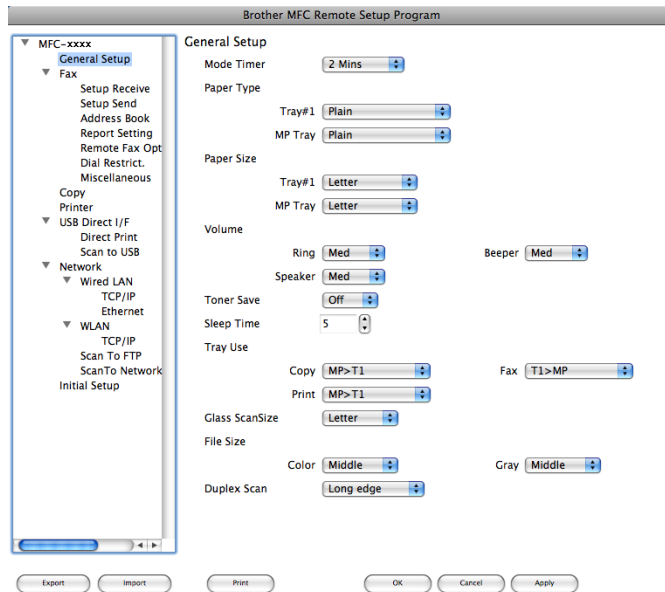 Brother MFC Remote Setup Program
MFC-xxxx
General Setup
Fax
Setup Receive
Setup Send
Address Book
Report Setting
Remote Fax Opt
Dial Restrict.
Miscellaneous
Copy
Printer
USB Direct I/F
Direct Print
Scan to USB
Network
Wired LAN
TCP/IP
Ethernet
WLAN
TCP/IP
Scan To FTP
ScanTo Network
Initial Setup
General Setup
Mode Timer 2 Mins
Paper Type
Tray#1 Plain
MP Tray Plain
Paper Size
Tray#1 Letter
MP Tray Letter
Volume
Ring Med Beeper Med
Speaker Med
Toner Save Off
Sleep Time 5
Tray Use
Copy MP>T1 Fax T1>MP
Print MP>T1
Glass ScanSize Letter
File Size
Color Middle Gray Middle
Duplex Scan Long edge
Export Import Print OK Cancel Apply